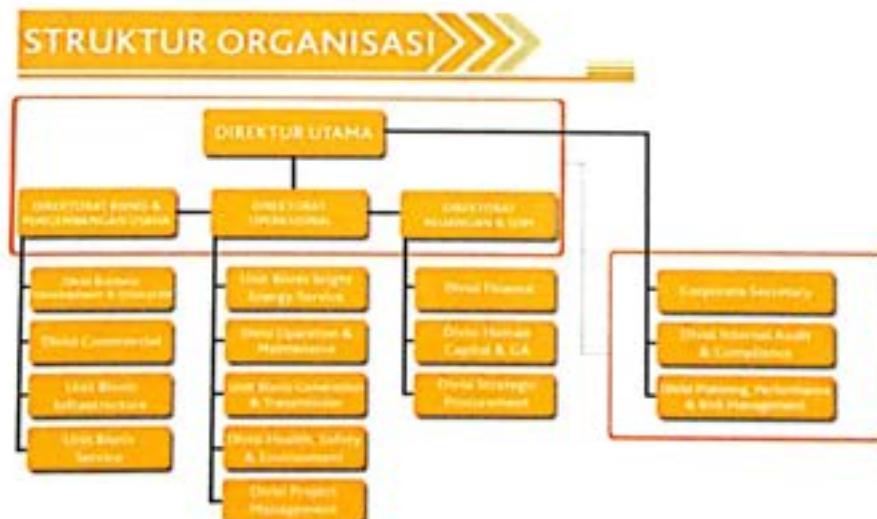 STRUKTUR ORGANISASI
DIREKTUR UTAMA
DIREKTORAT BISNIS &
PENGEMBANGAN USAHA
DIREKTORAT
OPERASIONAL
DIREKTORAT
KEUANGAN & SDM
Divisi Business
Development &
Divisi Commercial
Unit Bisnis
Infrastructure
Unit Bisnis
Service
Unit Bisnis Bright
Energy Service
Divisi Operation &
Maintenance
Unit Bisnis Generation
& Transmission
Divisi Health, Safety
& Environment
Divisi Project
Management
Divisi Finance
Divisi Human
Capital & GA
Divisi Strategic
Procurement
Corporate Secretary
Divisi Internal Audit
& Compliance
Divisi Planning, Performance
& Risk Management